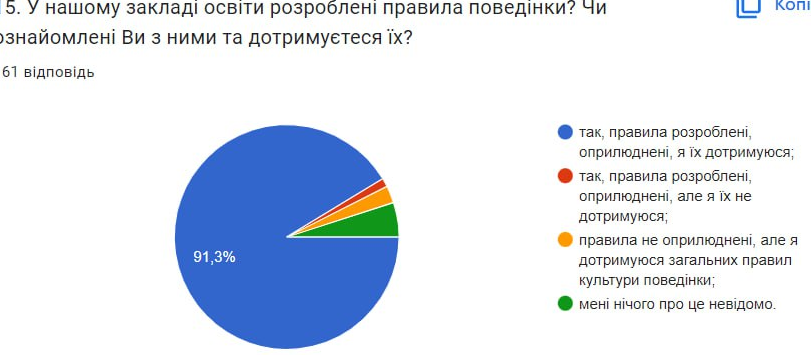 5. У нашому закладі освіти розроблені правила поведінки? Чи
Копі
ознайомлені Ви з ними та дотримуєтеся їх?
61 відповідь
91,3%
так, правила розроблені,
оприлюднені, я їх дотримуюся;
так, правила розроблені,
оприлюднені, але я їх не
дотримуюся;
правила не оприлюднені, але я
дотримуюся загальних правил
культури поведінки;
мені нічого про це невідомо.